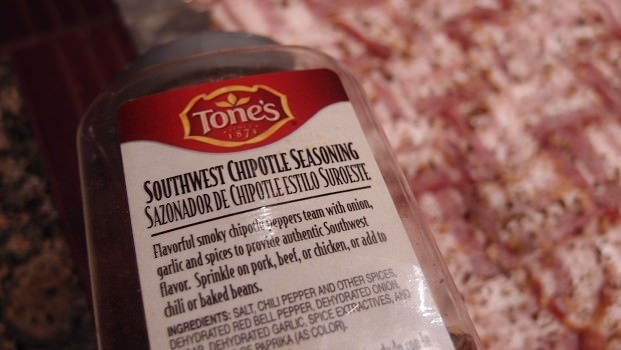 Tone's
1873
SOUTHWEST CHIPOTLE SEASONING
SAZONADOR DE CHIPOTLE ESTILO SUROESTE
Flavorful smoky chipotle peppers team with onion,
garlic and spices to provide authentic Southwest
flavor. Sprinkle on pork, beef, or chicken, or add to
chili or baked beans.
INGREDIENTS: SALT, CHILI PEPPER AND OTHER SPICES,
DEHYDRATED RED BELL PEPPER, DEHYDRATED ONION,
DEHYDRATED GARLIC, SPICE EXTRACTIVES, AND
PAPRIKA (AS COLOR).